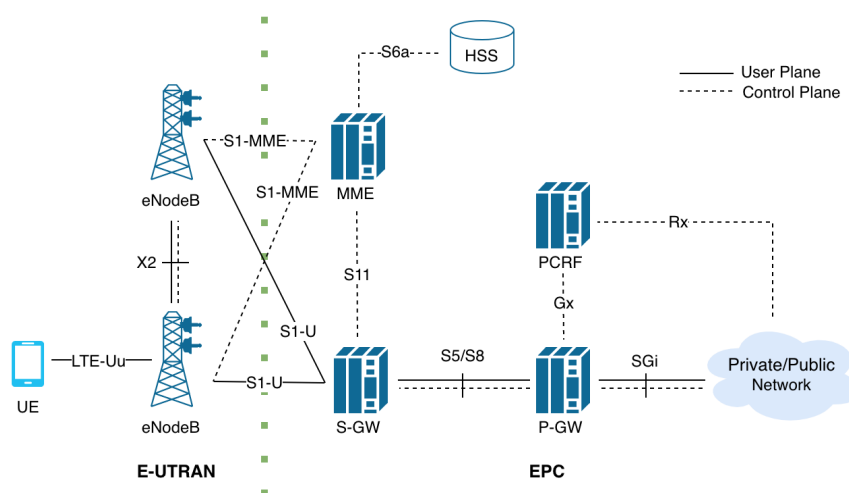 S6a
HSS
User Plane
Control Plane
S1-MME
S1-MME
MME
eNodeB
PCRF
Rx
X2
S11
Gx
S1-U
LTE-Uu
UE
S1-U
S5/S8
SGi
Private/Public
Network
eNodeB
S-GW
P-GW
E-UTRAN
EPC